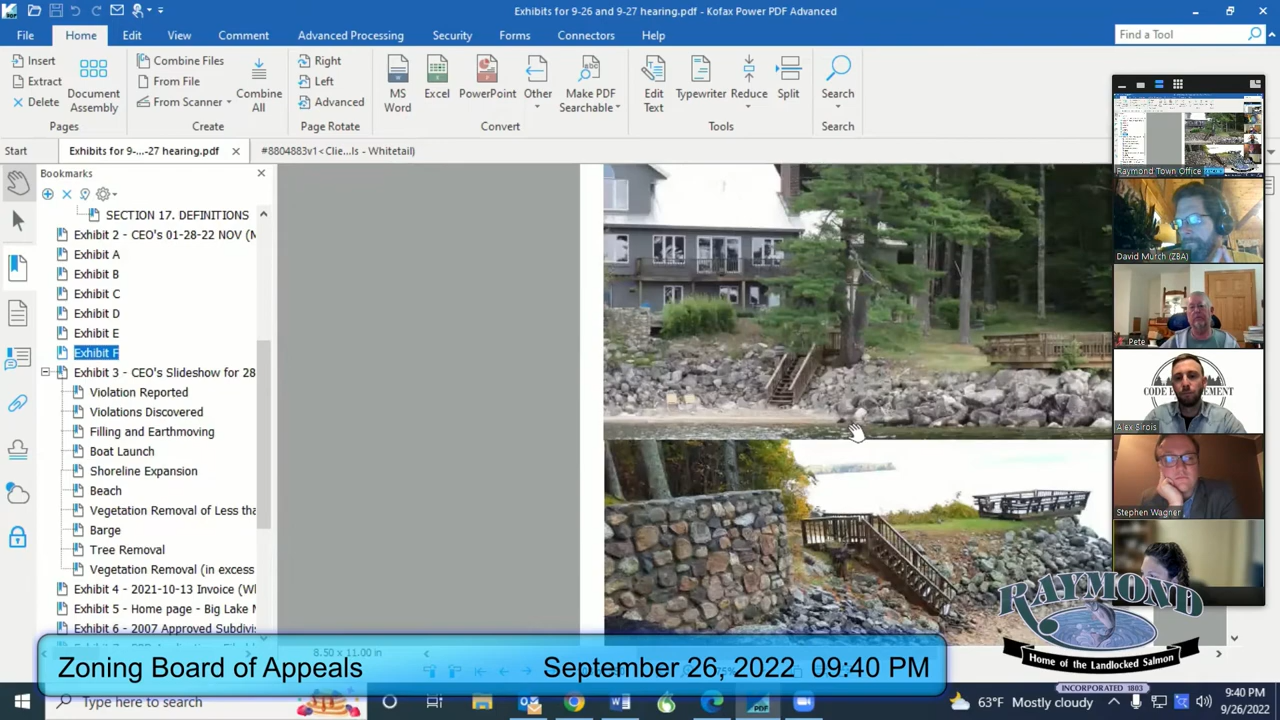 Exhibits for 9-26 and 9-27 hearing.pdf - Kofax Power PDF Advanced
File Home Edit View Comment Advanced Processing Security Forms Connectors Help
Find a Tool
Insert
Extract
Delete
Document Assembly
Pages
Combine Files
From File
From Scanner
Combine All
Create
Right
Left
Advanced
Page Rotate
MS Word
Excel
PowerPoint
Other
Make PDF Searchable
Convert
Edit Text
Typewriter
Reduce
Split
Tools
Search
Search
Start
Exhibits for 9-...-27 hearing.pdf
#8804883v1<Clie...ls - Whitetail)
Bookmarks
SECTION 17. DEFINITIONS
Exhibit 2 - CEO's 01-28-22 NOV (M
Exhibit A
Exhibit B
Exhibit C
Exhibit D
Exhibit E
Exhibit F
Exhibit 3 - CEO's Slideshow for 28
Violation Reported
Violations Discovered
Filling and Earthmoving
Boat Launch
Shoreline Expansion
Beach
Vegetation Removal of Less tha
Barge
Tree Removal
Vegetation Removal (in excess
Exhibit 4 - 2021-10-13 Invoice (W
Exhibit 5 - Home page - Big Lake M
Exhibit 6 - 2007 Approved Subdivi
8.50 x 11.00 in
Raymond Town Office
David Murch (ZBA)
Pete
Alex Sirois
Stephen Wagner
Zoning Board of Appeals
September 26, 2022 09:40 PM
RAYMOND
Home of the Landlocked Salmon
INCORPORATED 1803
Type here to search
63°F Mostly cloudy
9:40 PM
9/26/2022